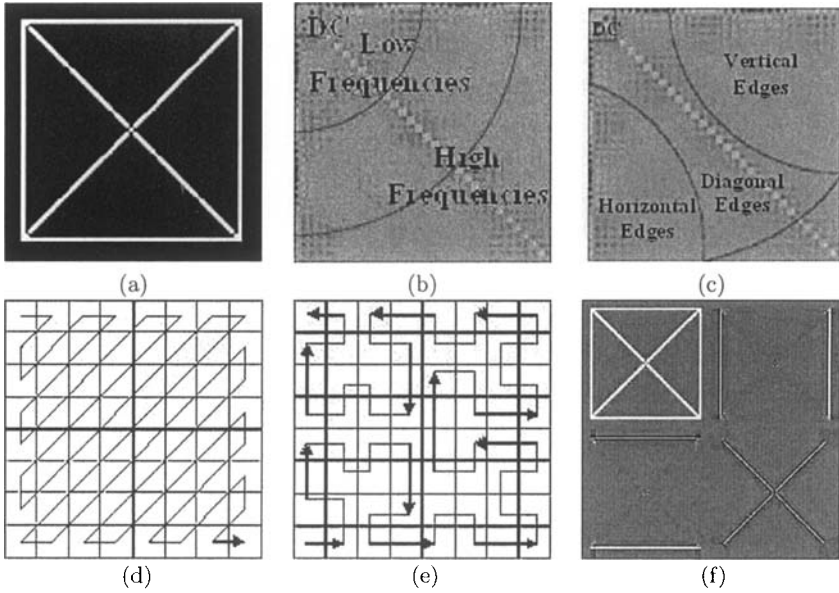 DC
Low
Frequencies
High
Frequencies
DC
Vertical
Edges
Diagonal
Edges
Horizontal
Edges
(a)
(b)
(c)
(d)
(e)
(f)